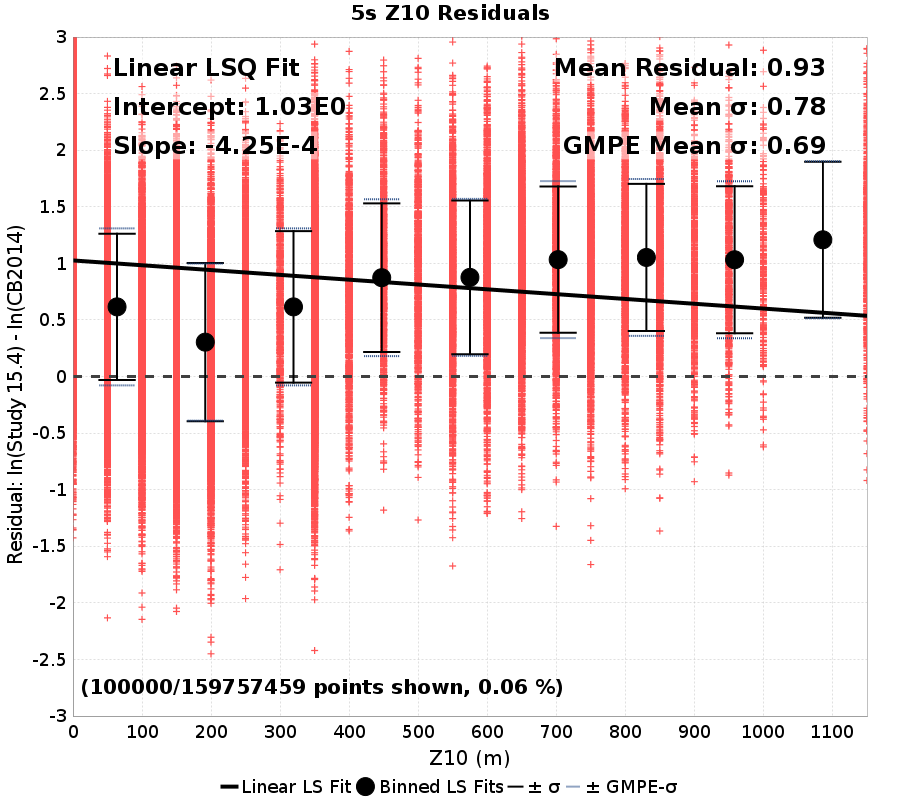 5s Z10 Residuals
Linear LSQ Fit
Intercept: 1.03E0
Slope: -4.25E-4
Mean Residual: 0.93
Mean σ: 0.78
GMPE Mean σ: 0.69
Residual: ln(Study 15.4) - ln(CB2014)
3
2.5
2
1.5
1
0.5
0
-0.5
-1
-1.5
-2
-2.5
-3
(100000/159757459 points shown, 0.06 %)
0 100 200 300 400 500 600 700 800 900 1000 1100
Z10 (m)
Linear LS Fit Binned LS Fits ± σ ± GMPE-σ